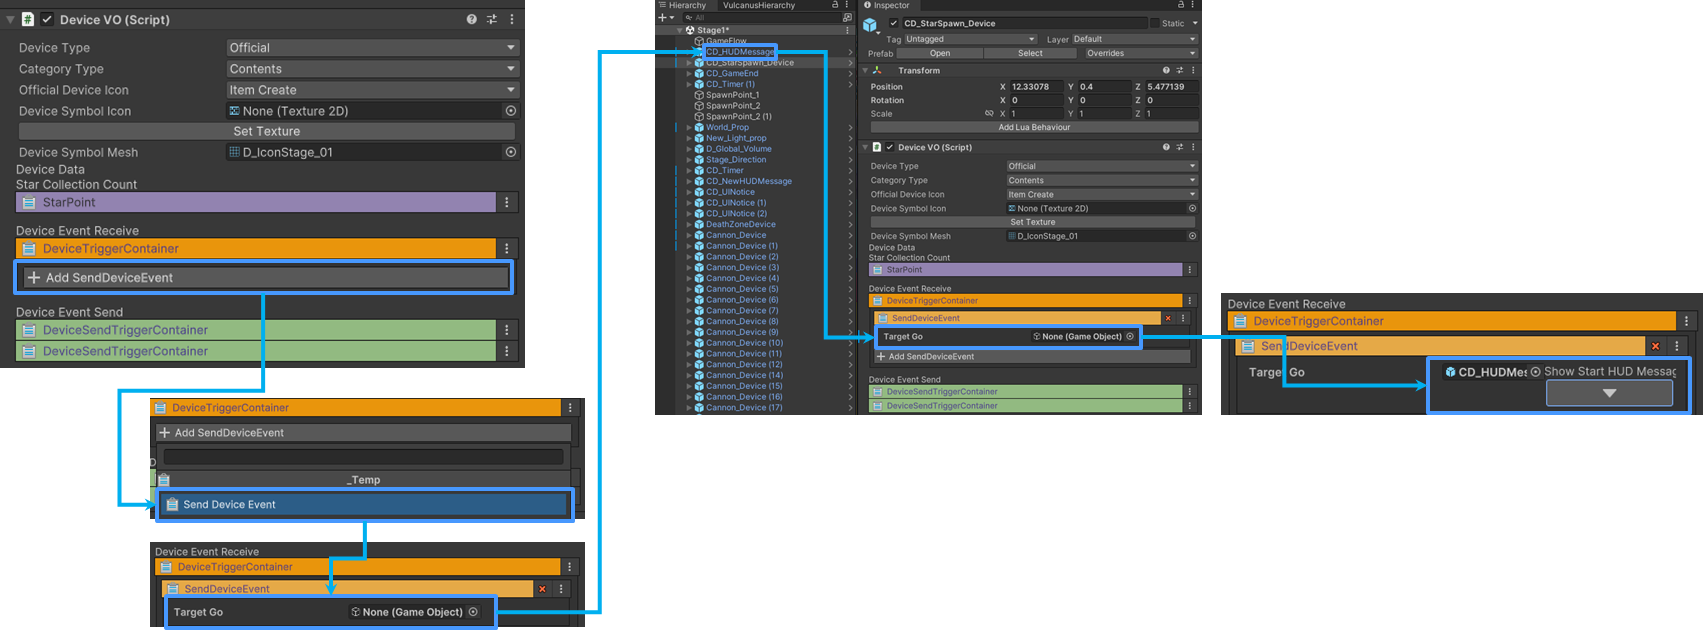 Device VO (Script)
Device Type
Official
Category Type
Contents
Official Device Icon
Item Create
Device Symbol Icon
None (Texture 2D)
Set Texture
Device Symbol Mesh
D_IconStage_01
Device Data
Star Collection Count
StarPoint
Device Event Receive
DeviceTriggerContainer
Add SendDeviceEvent
Device Event Send
DeviceSendTriggerContainer
DeviceSendTriggerContainer
DeviceTriggerContainer
Add SendDeviceEvent
_Temp
Send Device Event
Device Event Receive
DeviceTriggerContainer
SendDeviceEvent
Target Go
None (Game Object)
Hierarchy
VulcanusHierarchy
All
Stage1*
GameFlow
CD_HUDMessage
CD_StarSpawn_Device
CD_GameEnd
CD_Timer (1)
SpawnPoint_1
SpawnPoint_2
SpawnPoint_2 (1)
World_Prop
New_Light_prop
D_Global_Volume
Stage_Direction
CD_Timer
CD_NewHUDMessage
CD_UINotice
CD_UINotice (1)
CD_UINotice (2)
DeathZoneDevice
Cannon_Device
Cannon_Device (1)
Cannon_Device (2)
Cannon_Device (3)
Cannon_Device (4)
Cannon_Device (5)
Cannon_Device (6)
Cannon_Device (7)
Cannon_Device (8)
Cannon_Device (9)
Cannon_Device (10)
Cannon_Device (11)
Cannon_Device (12)
Cannon_Device (14)
Cannon_Device (15)
Cannon_Device (16)
Cannon_Device (17)
Inspector
CD_StarSpawn_Device
Static
Tag Untagged
Layer Default
Prefab
Open
Select
Overrides
Transform
Position X 12.33078 Y 0.4 Z 5.477139
Rotation X 0 Y 0 Z 0
Scale X 1 Y 1 Z 1
Add Lua Behaviour
Device VO (Script)
Device Type
Official
Category Type
Contents
Official Device Icon
Item Create
Device Symbol Icon
None (Texture 2D)
Set Texture
Device Symbol Mesh
D_IconStage_01
Device Data
Star Collection Count
StarPoint
Device Event Receive
DeviceTriggerContainer
SendDeviceEvent
Target Go
None (Game Object)
Add SendDeviceEvent
Device Event Send
DeviceSendTriggerContainer
DeviceSendTriggerContainer
Device Event Receive
DeviceTriggerContainer
SendDeviceEvent
Target Go
CD_HUDMes
Show Start HUD Messag